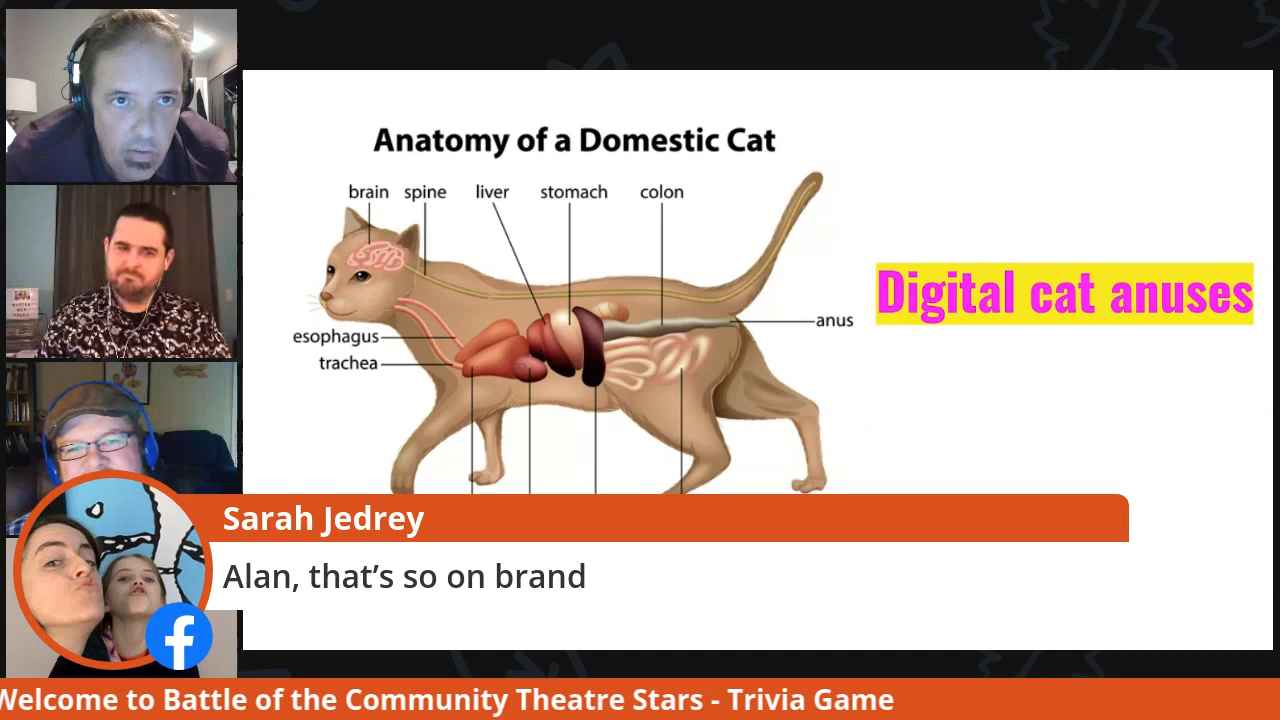 Anatomy of a Domestic Cat
brain spine liver stomach colon
Digital cat anuses
anus
esophagus
trachea
Sarah Jedrey
Alan, that's so on brand
Welcome to Battle of the Community Theatre Stars - Trivia Game